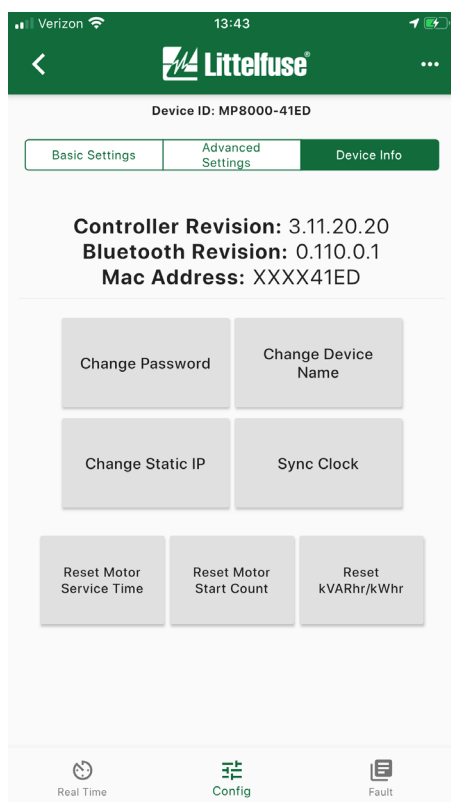 Verizon 13:43
Littelfuse®
Device ID: MP8000-41ED
Basic Settings
Advanced
Settings
Device Info
Controller Revision: 3.11.20.20
Bluetooth Revision: 0.110.0.1
Mac Address: XXXX41ED
Change Password
Change Device
Name
Change Static IP
Sync Clock
Reset Motor
Service Time
Reset Motor
Start Count
Reset
kVARhr/kWhr
Real Time
Config
Fault